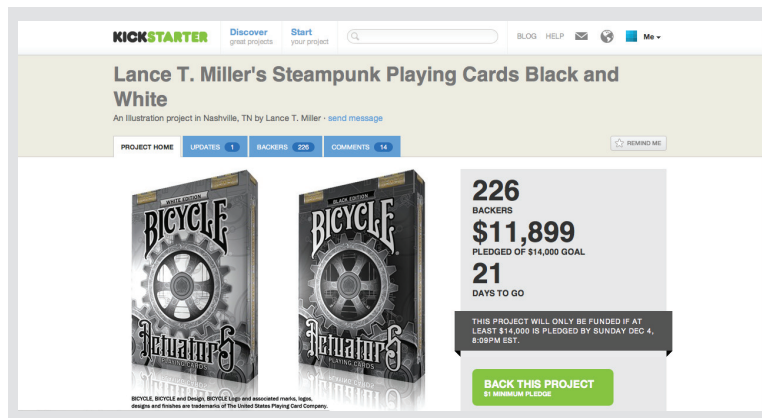 KICKSTARTER
Discover
great projects
Start
your project
BLOG HELP
Me
Lance T. Miller's Steampunk Playing Cards Black and
White
An Illustration project in Nashville, TN by Lance T. Miller · send message
PROJECT HOME UPDATES 1 BACKERS 226 COMMENTS 14
REMIND ME
WHITE EDITION
BICYCLE
Actuators
PLAYING CARDS
BLACK EDITION
BICYCLE
Actuators
PLAYING CARDS
BICYCLE, BICYCLE and Design, BICYCLE Logo and associated marks, logos,
designs and finishes are trademarks of The United States Playing Card Company.
226
BACKERS
$11,899
PLEDGED OF $14,000 GOAL
21
DAYS TO GO
THIS PROJECT WILL ONLY BE FUNDED IF AT
LEAST $14,000 IS PLEDGED BY SUNDAY DEC 4,
8:09PM EST.
BACK THIS PROJECT
$1 MINIMUM PLEDGE